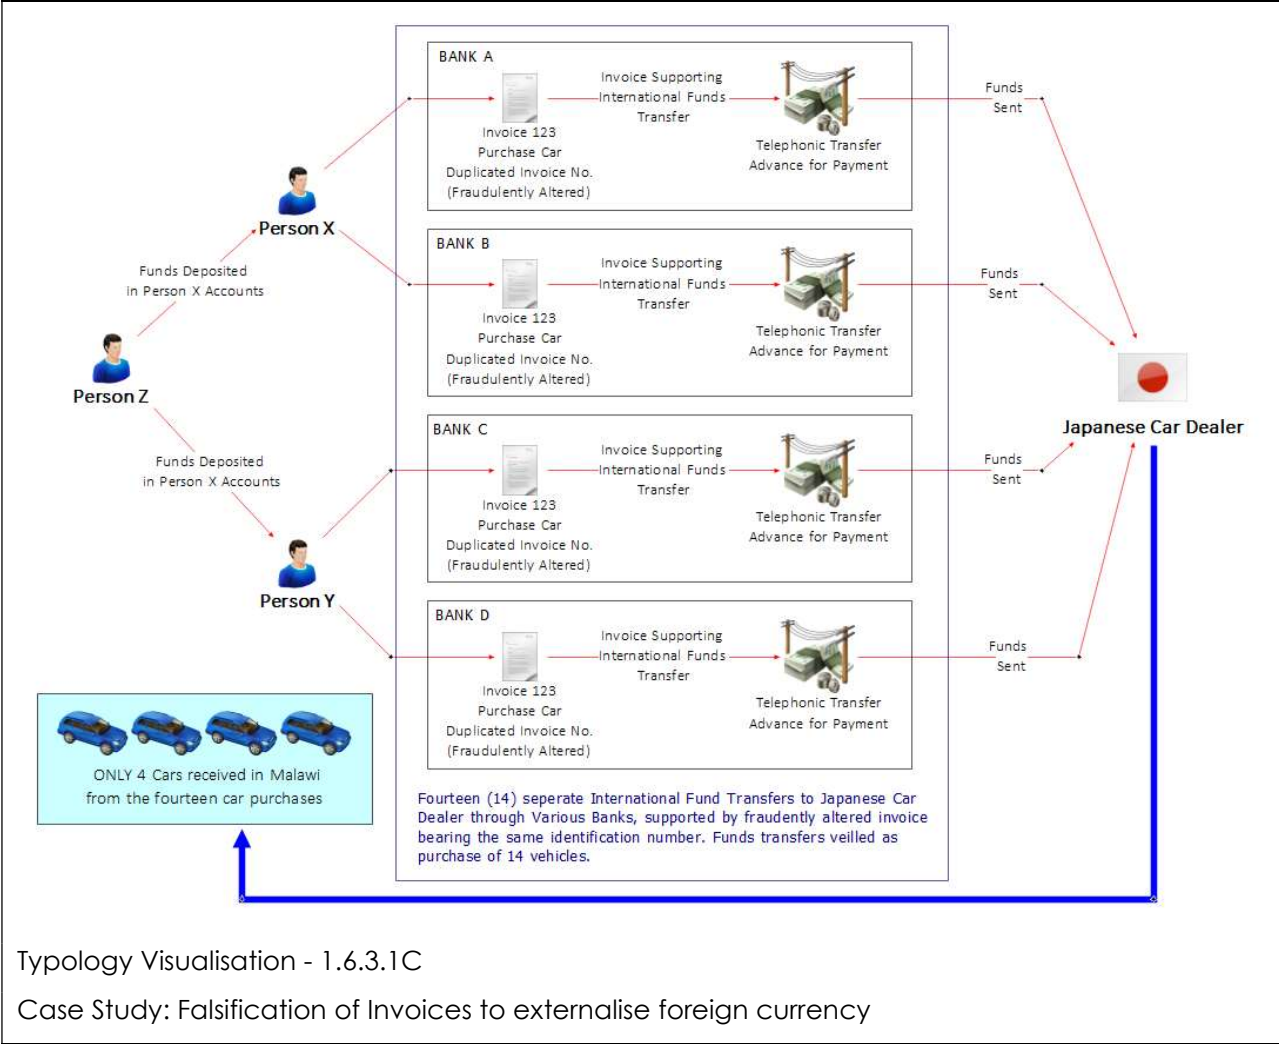 BANK A
Invoice 123
Purchase Car
Duplicated Invoice No.
(Fraudulently Altered)
Invoice Supporting
International Funds
Transfer
Telephonic Transfer
Advance for Payment
Funds
Sent
Person X
BANK B
Invoice 123
Purchase Car
Duplicated Invoice No.
(Fraudulently Altered)
Invoice Supporting
International Funds
Transfer
Telephonic Transfer
Advance for Payment
Funds
Sent
Funds Deposited
in Person X Accounts
Person Z
Japanese Car Dealer
Funds Deposited
in Person X Accounts
BANK C
Invoice 123
Purchase Car
Duplicated Invoice No.
(Fraudulently Altered)
Invoice Supporting
International Funds
Transfer
Telephonic Transfer
Advance for Payment
Funds
Sent
Person Y
BANK D
Invoice 123
Purchase Car
Duplicated Invoice No.
(Fraudulently Altered)
Invoice Supporting
International Funds
Transfer
Telephonic Transfer
Advance for Payment
Funds
Sent
ONLY 4 Cars received in Malawi
from the fourteen car purchases
Fourteen (14) seperate International Fund Transfers to Japanese Car
Dealer through Various Banks, supported by fraudently altered invoice
bearing the same identification number. Funds transfers veilled as
purchase of 14 vehicles.
Typology Visualisation - 1.6.3.1C
Case Study: Falsification of Invoices to externalise foreign currency